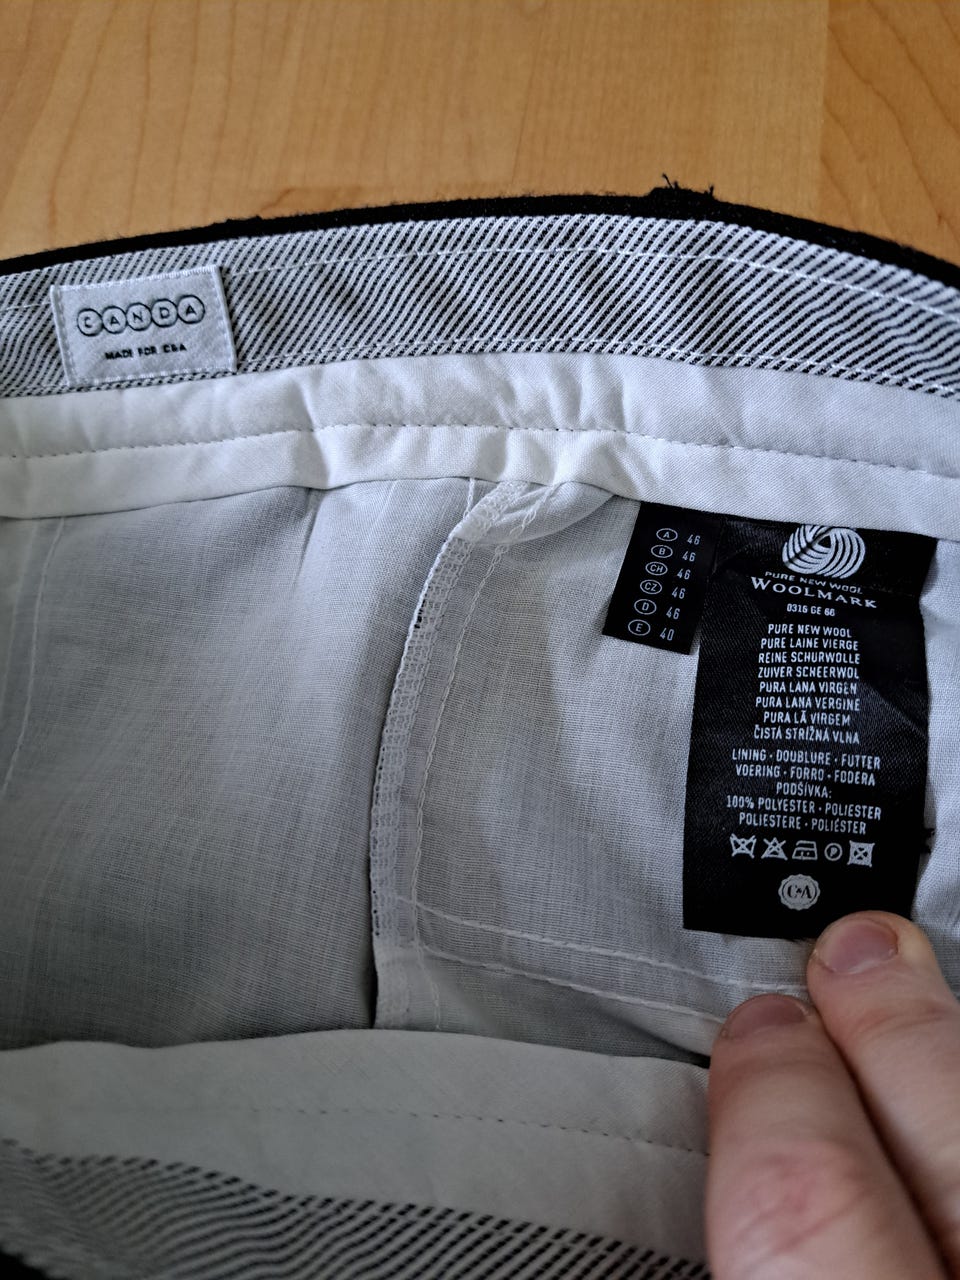 CANDA
MADE FOR C&A
A 46
B 46
CH 46
CZ 46
D 46
E 40
PURE NEW WOOL
WOOLMARK
0316 GE 66
PURE NEW WOOL
PURE LAINE VIERGE
REINE SCHURWOLLE
ZUIVER SCHEERWOL
PURA LANA VIRGEN
PURA LANA VERGINE
PURA LÃ VIRGEM
ČISTÁ STŘIŽNÁ VLNA
LINING · DOUBLURE · FUTTER
VOERING · FORRO · FODERA
PODŠÍVKA:
100% POLYESTER · POLIESTER
POLIESTERE · POLIÉSTER
P
C&A